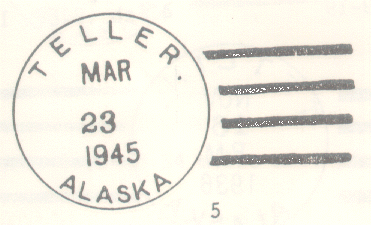 TELLER.
MAR
23
1945
ALASKA
5